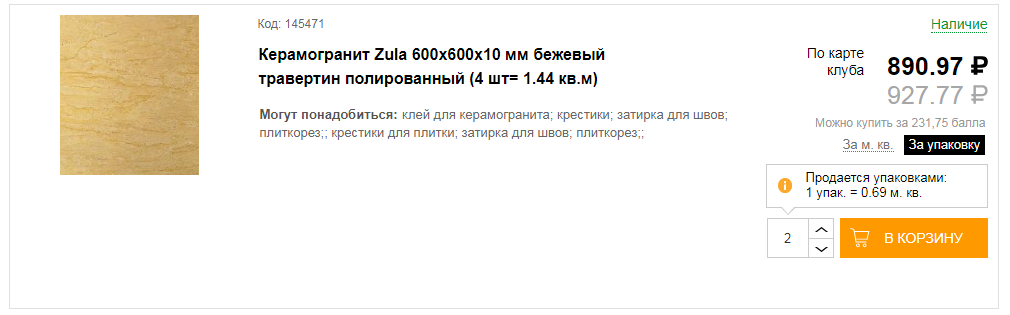 Код: 145471
Наличие
Керамогранит Zula 600х600х10 мм бежевый
травертин полированный (4 шт= 1.44 кв.м)
По карте
клуба
890.97 ₽
927.77 ₽
Могут понадобиться: клей для керамогранита; крестики; затирка для швов;
плиткорез;; крестики для плитки; затирка для швов; плиткорез;;
Можно купить за 231,75 балла
За м. кв. За упаковку
Продается упаковками:
1 упак. = 0.69 м. кв.
2
В КОРЗИНУ